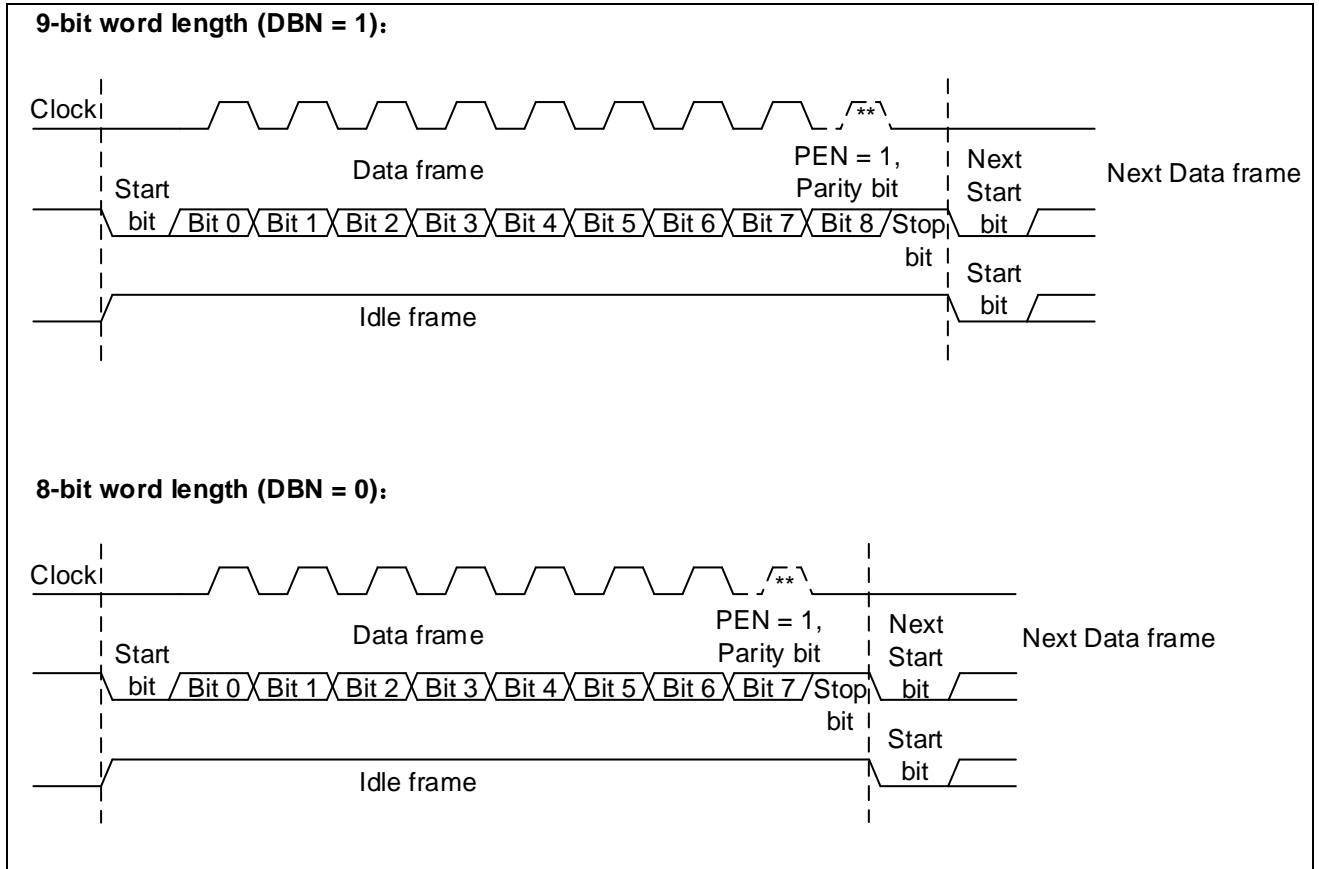 9-bit word length (DBN = 1)：
Clock
**
Data frame
PEN = 1,
Parity bit
Next
Start
bit
Next Data frame
Start
bit
Bit 0
Bit 1
Bit 2
Bit 3
Bit 4
Bit 5
Bit 6
Bit 7
Bit 8
Stop
bit
Idle frame
Start
bit
8-bit word length (DBN = 0)：
Clock
**
Data frame
PEN = 1,
Parity bit
Next
Start
bit
Next Data frame
Start
bit
Bit 0
Bit 1
Bit 2
Bit 3
Bit 4
Bit 5
Bit 6
Bit 7
Stop
bit
Idle frame
Start
bit